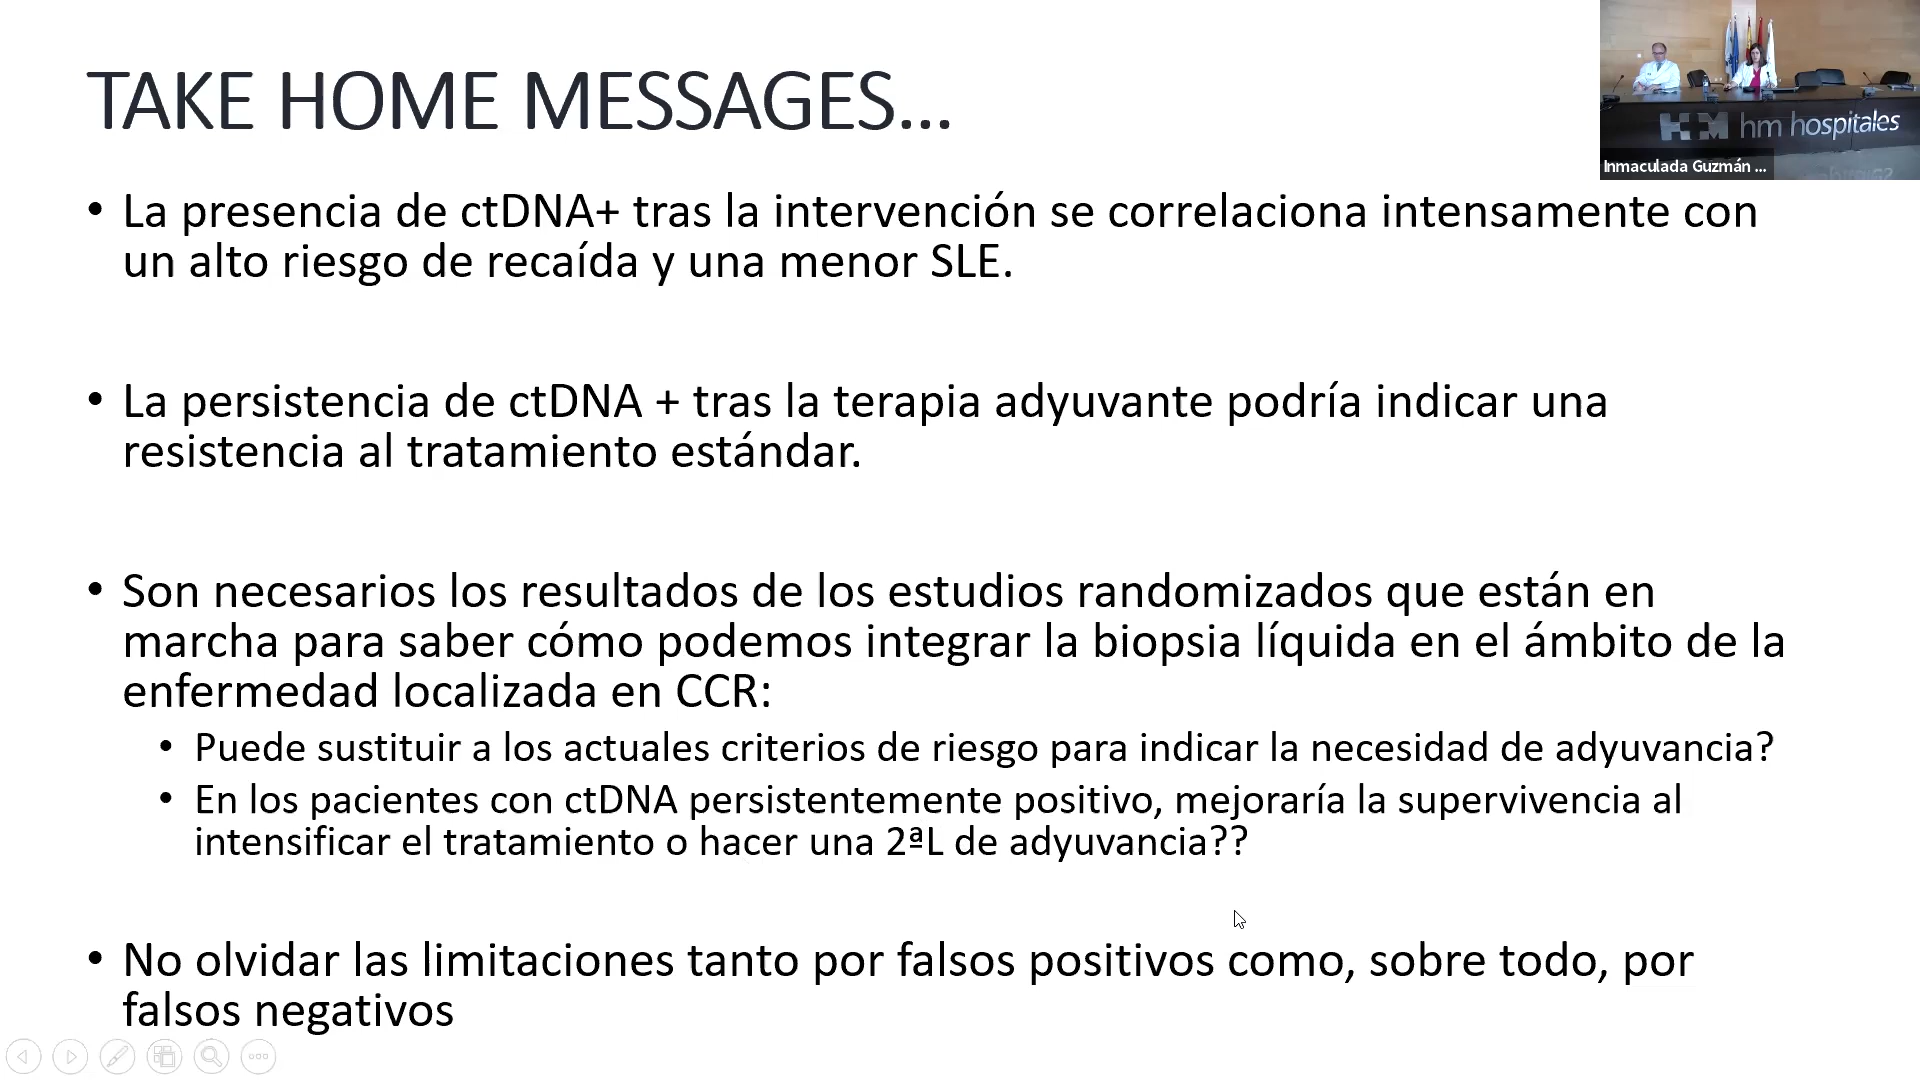 TAKE HOME MESSAGES...
hm hospitales
Inmaculada Guzmán ...
• La presencia de ctDNA+ tras la intervención se correlaciona intensamente con
un alto riesgo de recaída y una menor SLE.
• La persistencia de ctDNA + tras la terapia adyuvante podría indicar una
resistencia al tratamiento estándar.
• Son necesarios los resultados de los estudios randomizados que están en
marcha para saber cómo podemos integrar la biopsia líquida en el ámbito de la
enfermedad localizada en CCR:
• Puede sustituir a los actuales criterios de riesgo para indicar la necesidad de adyuvancia?
• En los pacientes con ctDNA persistentemente positivo, mejoraría la supervivencia al
intensificar el tratamiento o hacer una 2ªL de adyuvancia??
• No olvidar las limitaciones tanto por falsos positivos como, sobre todo, por
falsos negativos